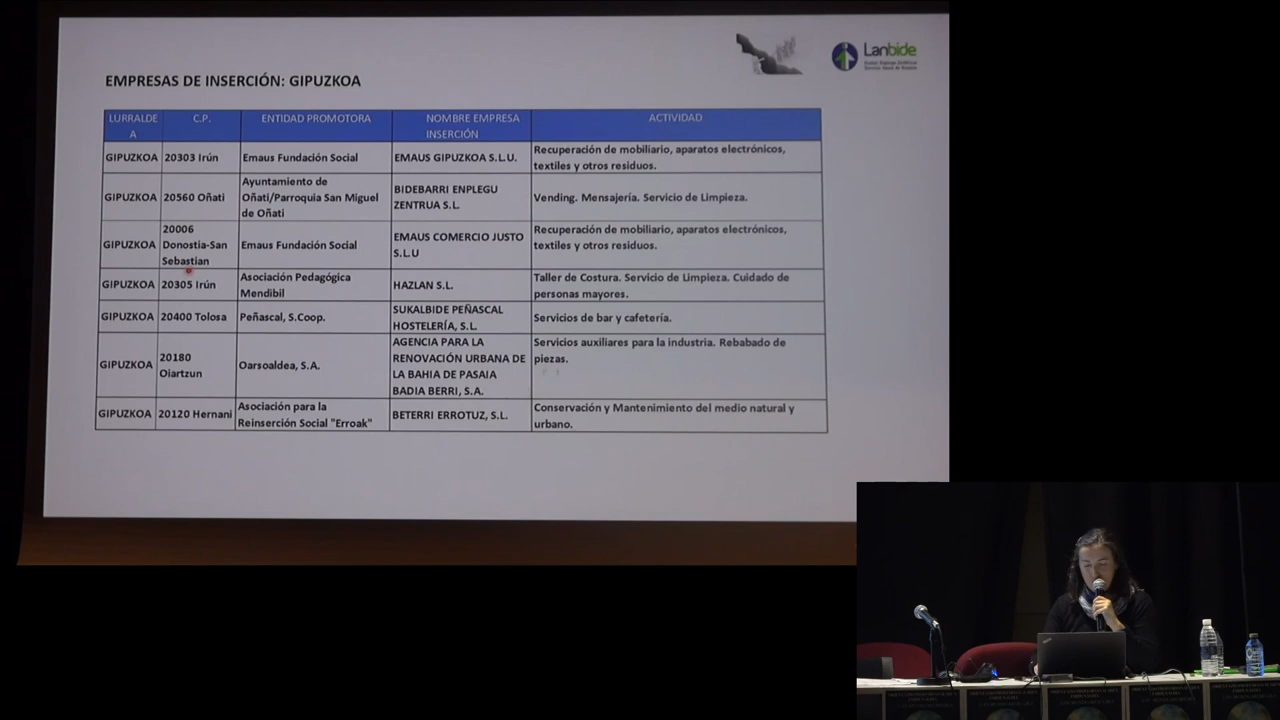 Lanbide
EMPRESAS DE INSERCIÓN: GIPUZKOA
LURRALDE
A
C.P.
ENTIDAD PROMOTORA
NOMBRE EMPRESA
INSERCIÓN
ACTIVIDAD
GIPUZKOA
20303 Irún
Emaus Fundación Social
EMAUS GIPUZKOA S.L.U.
Recuperación de mobiliario, aparatos electrónicos,
textiles y otros residuos.
GIPUZKOA
20560 Oñati
Ayuntamiento de
Oñati/Parroquia San Miguel
de Oñati
BIDEBARRI ENPLEGU
ZENTRUA S.L.
Vending. Mensajería. Servicio de Limpieza.
GIPUZKOA
20006
Donostia-San
Sebastian
Emaus Fundación Social
EMAUS COMERCIO JUSTO
S.L.U
Recuperación de mobiliario, aparatos electrónicos,
textiles y otros residuos.
GIPUZKOA
20305 Irún
Asociación Pedagógica
Mendibil
HAZLAN S.L.
Taller de Costura. Servicio de Limpieza. Cuidado de
personas mayores.
GIPUZKOA
20400 Tolosa
Peñascal, S.Coop.
SUKALBIDE PEÑASCAL
HOSTELERÍA, S.L.
Servicios de bar y cafetería.
GIPUZKOA
20180
Oiartzun
Oarsoaldea, S.A.
AGENCIA PARA LA
RENOVACIÓN URBANA DE
LA BAHIA DE PASAIA
BADIA BERRI, S.A.
Servicios auxiliares para la industria. Rebabado de
piezas.
GIPUZKOA
20120 Hernani
Asociación para la
Reinserción Social "Erroak"
BETERRI ERROTUZ, S.L.
Conservación y Mantenimiento del medio natural y
urbano.